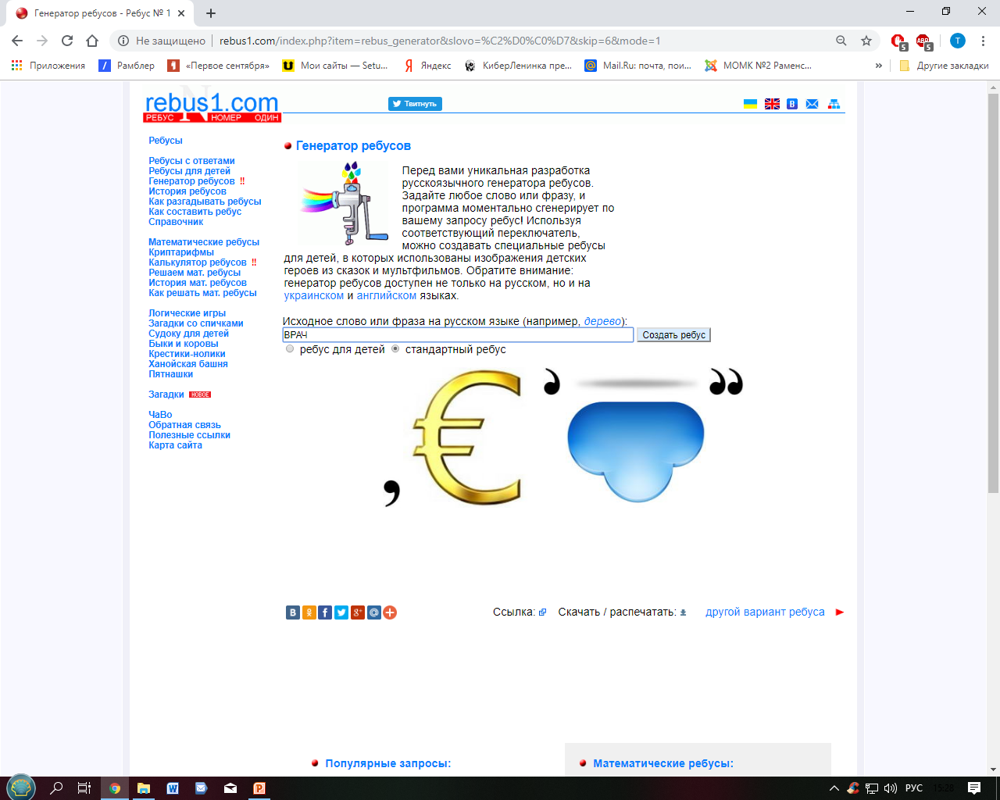 Генератор ребусов - Ребус № 1
Не защищено
rebus1.com/index.php?item=rebus_generator&slovo=%C2%D0%C0%D7&skip=6&mode=1
T
5
ABP
5
Приложения
Рамблер
«Первое сентября»
Мои сайты — Setu...
Яндекс
КиберЛенинка пре...
Mail.Ru: почта, пои...
МОМК №2 Раменс...
»
Другие закладки
rebus1.com
РЕБУС N НОМЕР ОДИН
Твитнуть
Ребусы
Ребусы с ответами
Ребусы для детей
Генератор ребусов !!
История ребусов
Как разгадывать ребусы
Как составить ребус
Справочник
Математические ребусы
Криптарифмы
Калькулятор ребусов !!
Решаем мат. ребусы
История мат. ребусов
Как решать мат. ребусы
Логические игры
Загадки со спичками
Судоку для детей
Быки и коровы
Крестики-нолики
Ханойская башня
Пятнашки
Загадки НОВОЕ
ЧаВо
Обратная связь
Полезные ссылки
Карта сайта
Генератор ребусов
Перед вами уникальная разработка
русскоязычного генератора ребусов.
Задайте любое слово или фразу, и
программа моментально сгенерирует по
вашему запросу ребус! Используя
соответствующий переключатель,
можно создавать специальные ребусы
для детей, в которых использованы изображения детских
героев из сказок и мультфильмов. Обратите внимание:
генератор ребусов доступен не только на русском, но и на
украинском и английском языках.
Исходное слово или фраза на русском языке (например, дерево):
ВРАЧ
Создать ребус
ребус для детей стандартный ребус
, € , ,,
Ссылка: Скачать / распечатать: другой вариант ребуса
Популярные запросы:
Математические ребусы:
РУС
15:28